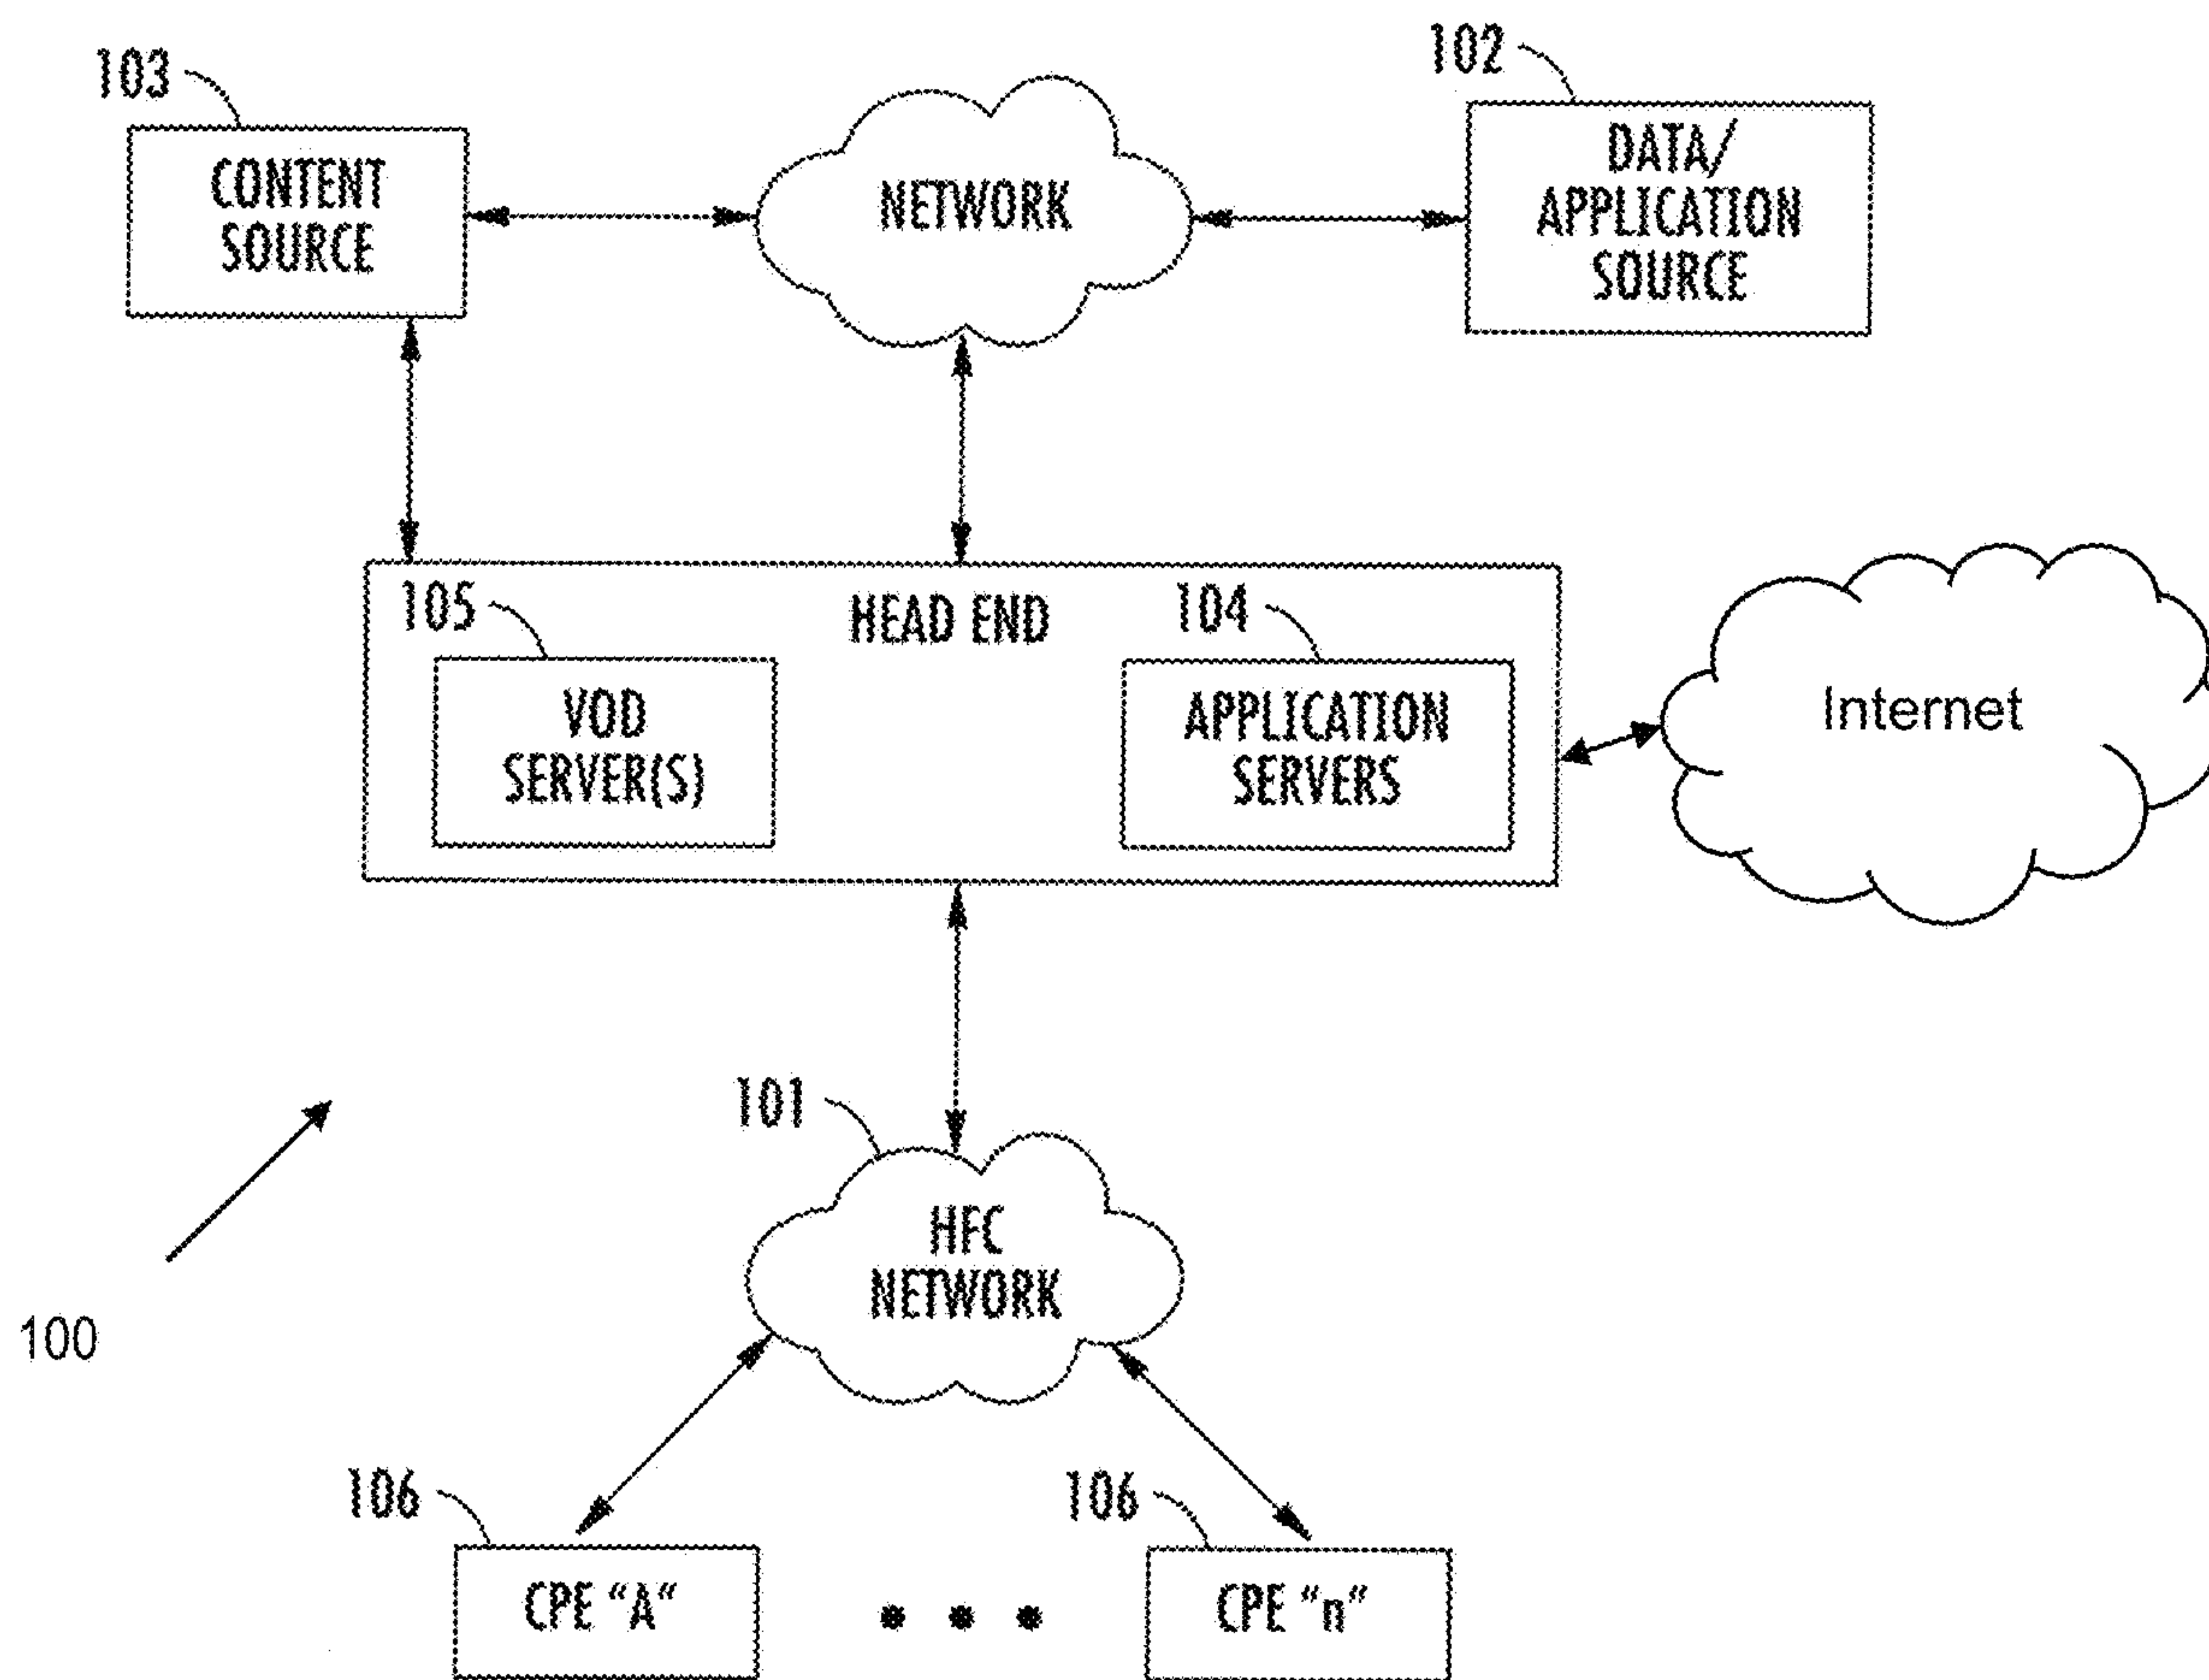 103
102
CONTENT
SOURCE
NETWORK
DATA/
APPLICATION
SOURCE
105
HEAD END
104
VOD
SERVER(S)
APPLICATION
SERVERS
Internet
101
HFC
NETWORK
100
106
106
CPE “A“
CPE “n”